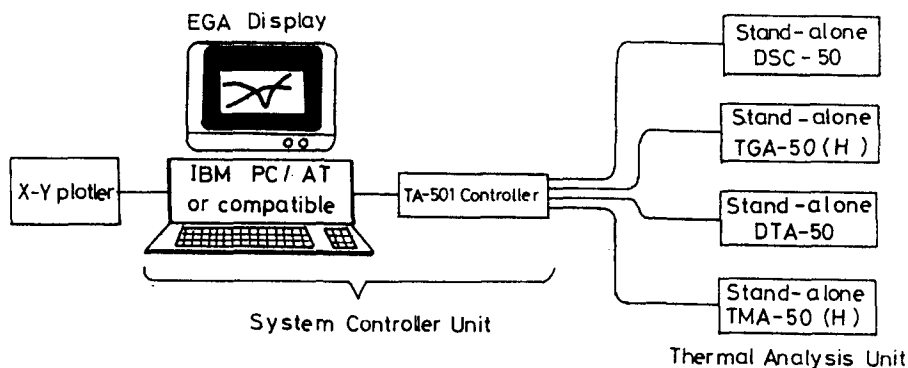 EGA Display
X-Y plotter
IBM PC/AT
or compatible
TA-501 Controller
System Controller Unit
Stand-alone
DSC-50
Stand-alone
TGA-50 (H)
Stand-alone
DTA-50
Stand-alone
TMA-50 (H)
Thermal Analysis Unit